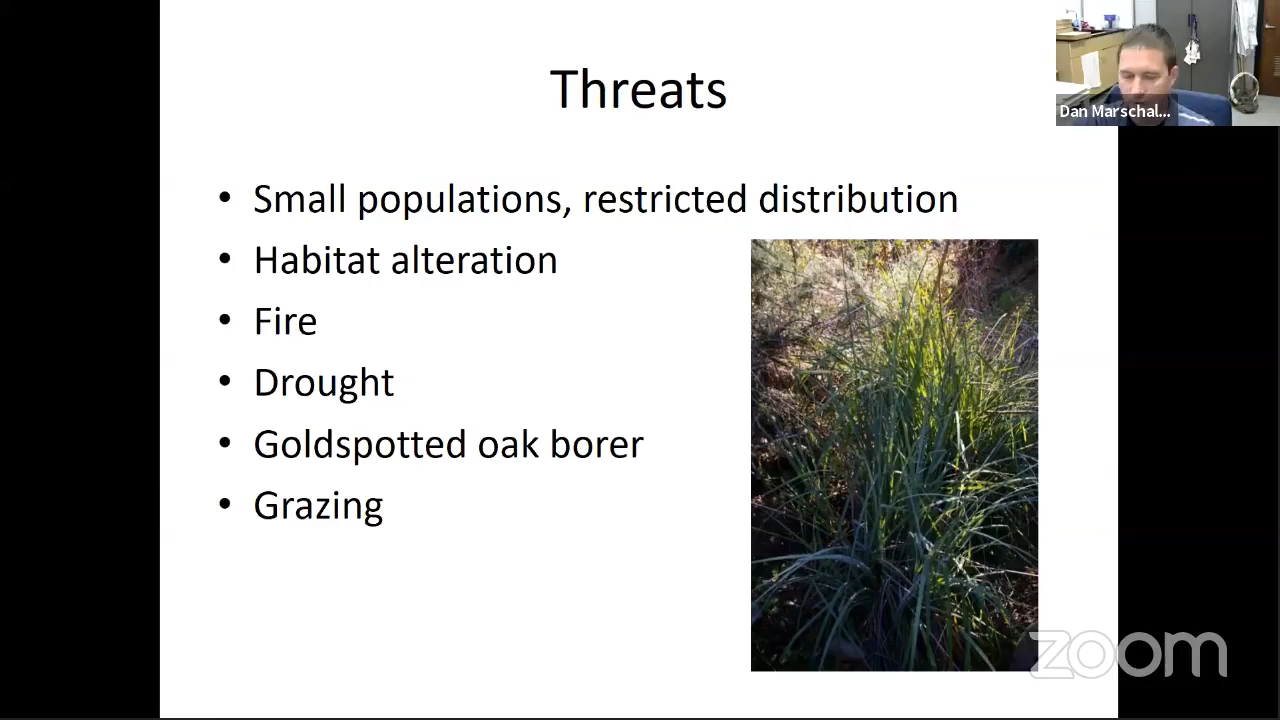 Threats
Dan Marschal...
• Small populations, restricted distribution
• Habitat alteration
• Fire
• Drought
• Goldspotted oak borer
• Grazing
zoom